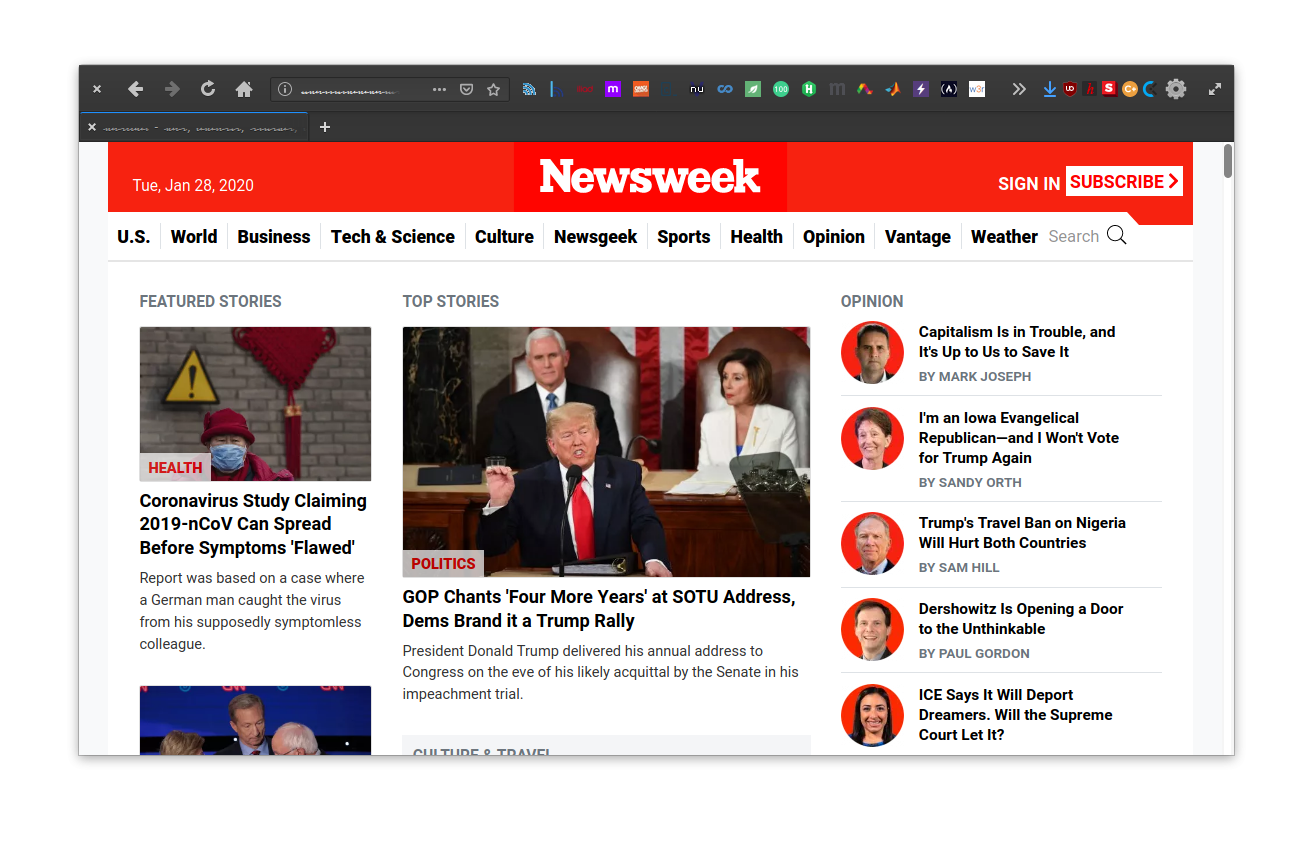 nu
100
H
m
w3r
UD
S
C+
Tue, Jan 28, 2020
Newsweek
SIGN IN SUBSCRIBE
U.S. World Business Tech & Science Culture Newsgeek Sports Health Opinion Vantage Weather Search
FEATURED STORIES
HEALTH
Coronavirus Study Claiming
2019-nCoV Can Spread
Before Symptoms 'Flawed'
Report was based on a case where
a German man caught the virus
from his supposedly symptomless
colleague.
CNN
TOP STORIES
POLITICS
GOP Chants 'Four More Years' at SOTU Address,
Dems Brand it a Trump Rally
President Donald Trump delivered his annual address to
Congress on the eve of his likely acquittal by the Senate in his
impeachment trial.
CULTURE & TRAVEL
OPINION
Capitalism Is in Trouble, and
It's Up to Us to Save It
BY MARK JOSEPH
I'm an Iowa Evangelical
Republican—and I Won't Vote
for Trump Again
BY SANDY ORTH
Trump's Travel Ban on Nigeria
Will Hurt Both Countries
BY SAM HILL
Dershowitz Is Opening a Door
to the Unthinkable
BY PAUL GORDON
ICE Says It Will Deport
Dreamers. Will the Supreme
Court Let It?